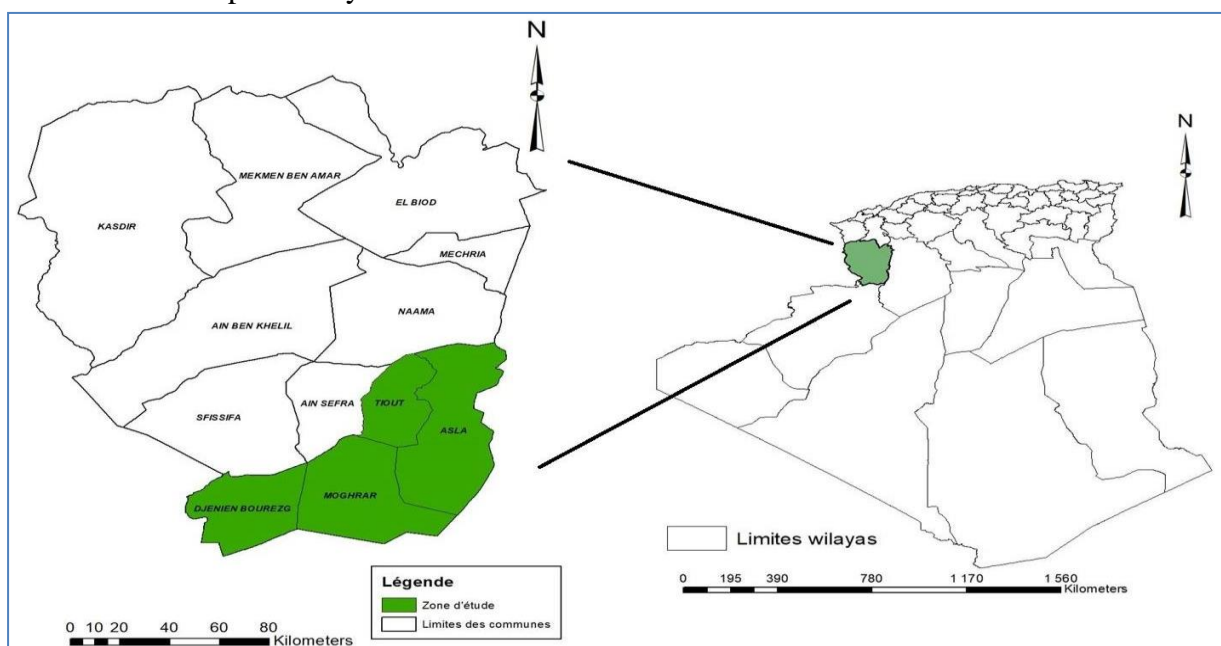 N
N
MEKMEN BEN AMAR
EL BIOD
KASDIR
MECHRIA
NAAMA
AIN BEN KHELIL
TIOUT
AIN SEFRA
SFISSIFA
ASLA
MOGHRAR
DJENIEN BOUREZG
Limites wilayas
Légende
Zone d'étude
Limites des communes
0 195 390 780 1 170 1 560
Kilometers
0 10 20 40 60 80
Kilometers